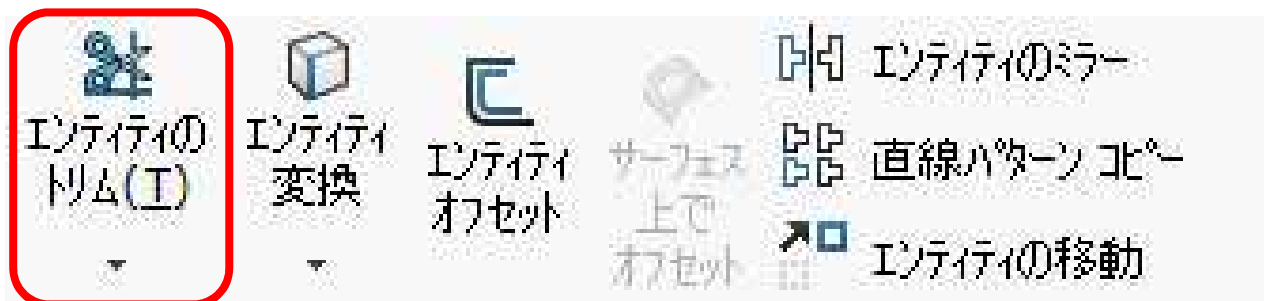 エンティティの
トリム(T)
エンティティ
変換
エンティティ
オフセット
サーフェス
上で
オフセット
エンティティのミラー
直線パターン コピー
エンティティの移動